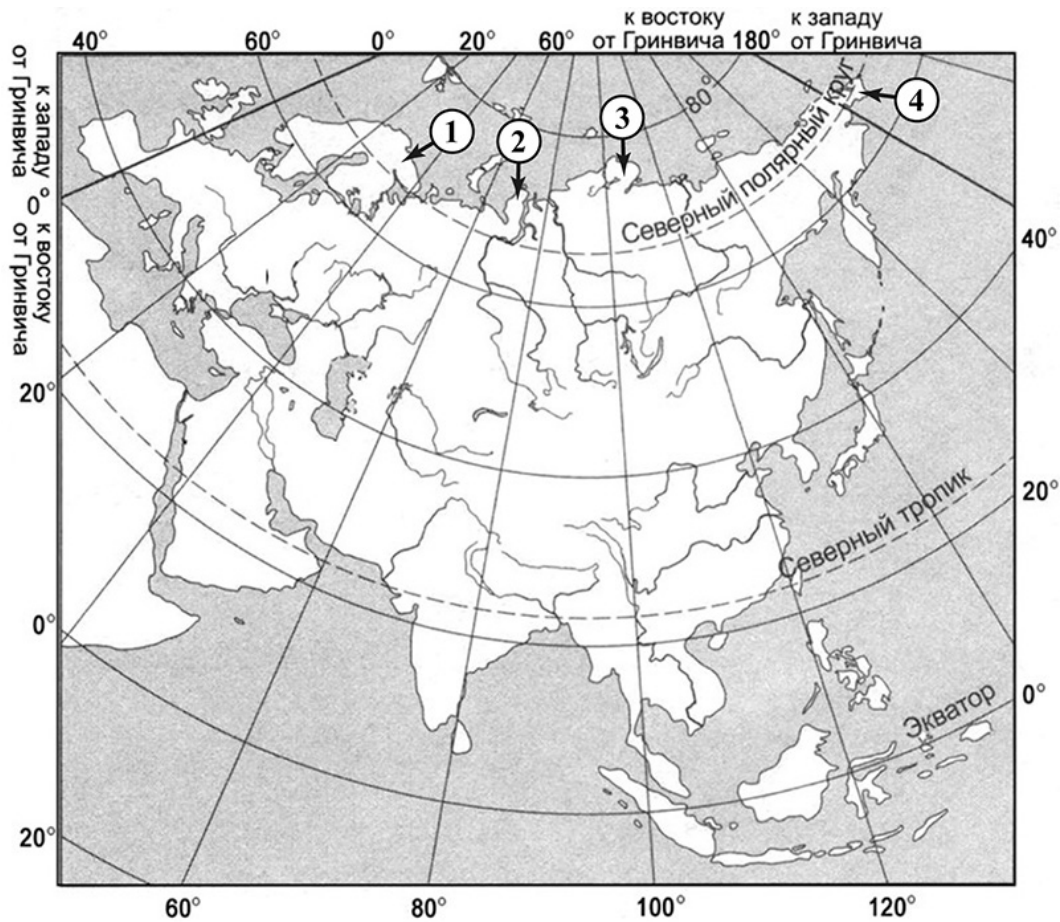 к востоку
от Гринвича
к западу
от Гринвича
40°
60°
0°
20°
60°
180°
80°
1
2
3
4
Северный полярный круг
к западу 0° к востоку
от Гринвича от Гринвича
40°
20°
20°
Северный тропик
0°
0°
Экватор
20°
60°
80°
100°
120°